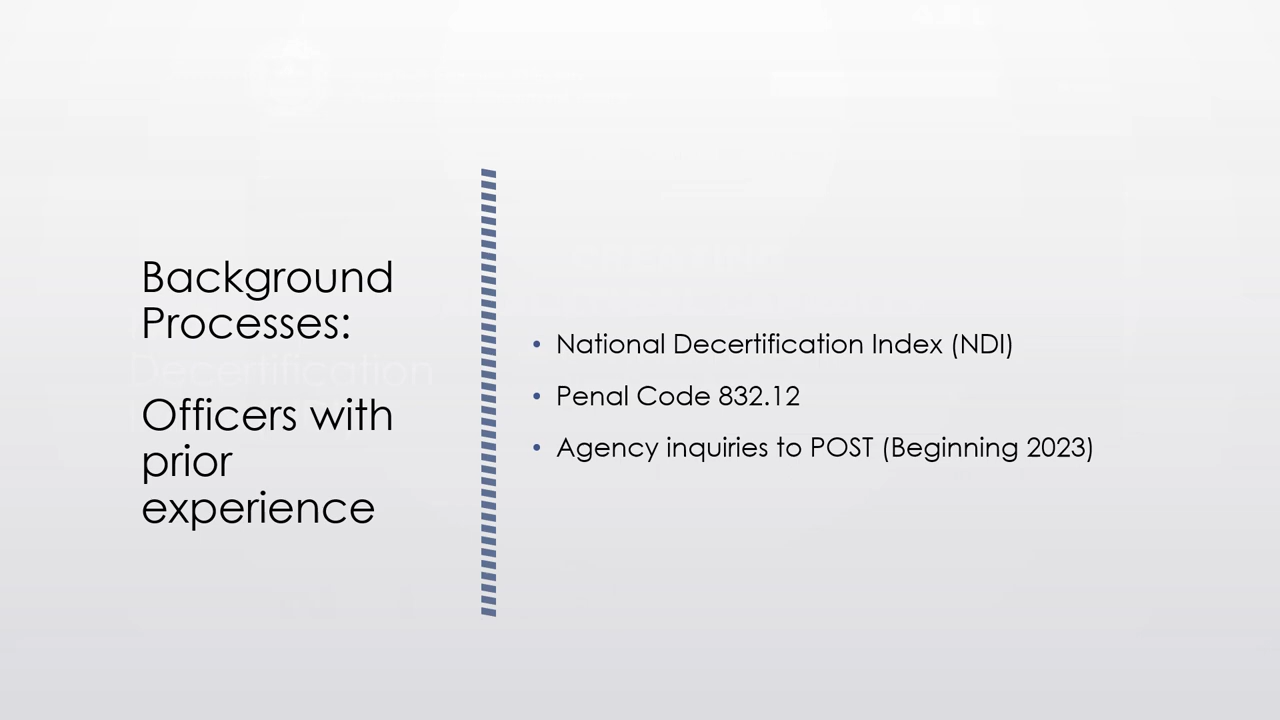 Background
Processes:
Officers with
prior
experience
• National Decertification Index (NDI)
• Penal Code 832.12
• Agency inquiries to POST (Beginning 2023)
Decertification